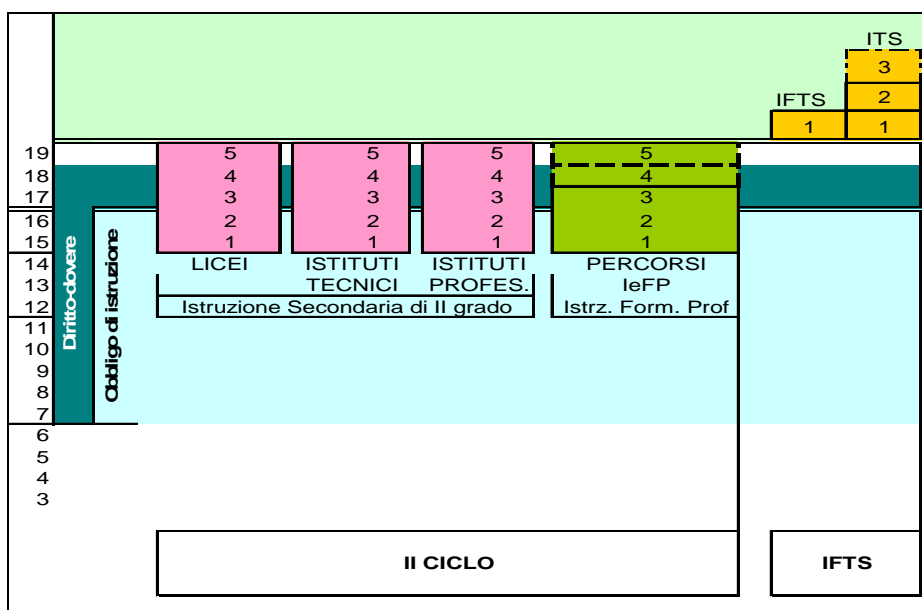 ITS
3
IFTS 2
1 1
19 5 5 5 5
18 4 4 4 4
17 3 3 3 3
16 2 2 2 2
15 1 1 1 1
14 LICEI ISTITUTI ISTITUTI PERCORSI
13 TECNICI PROFES. IeFP
12 Istruzione Secondaria di II grado Istrz. Form. Prof
11
10
9
8
7
6
5
4
3
Diritto-dovere
Obbligo di istruzione
II CICLO IFTS